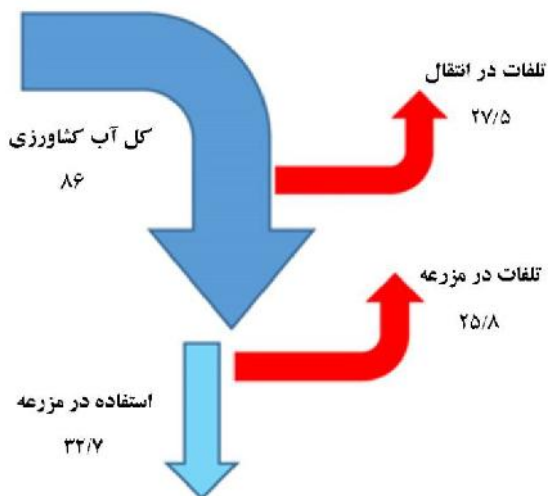 تلفات در انتقال
۲۷/۵
کل آب کشاورزی
۸۶
تلفات در مزرعه
۲۵/۸
استفاده در مزرعه
۳۲/۷